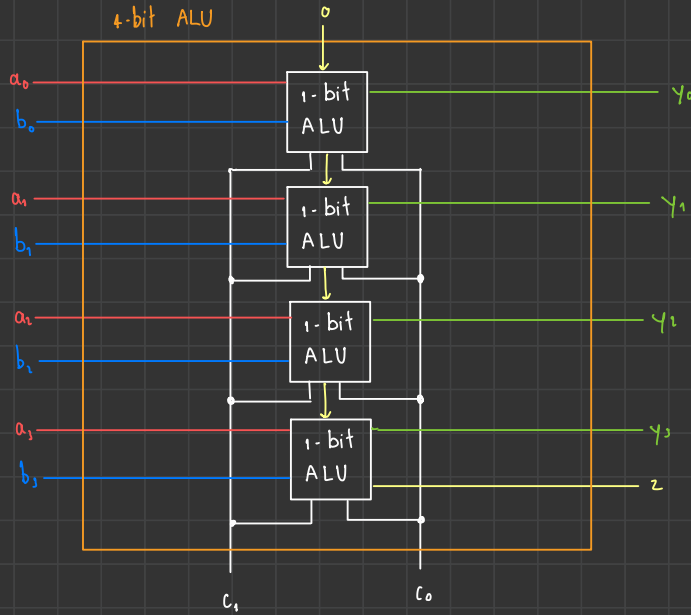 4-bit ALU
0
a₀
1-bit
ALU
y₀
b₀
a₁
1-bit
ALU
y₁
b₁
a₂
1-bit
ALU
y₂
b₂
a₃
1-bit
ALU
y₃
b₃
z
C₁
C₀